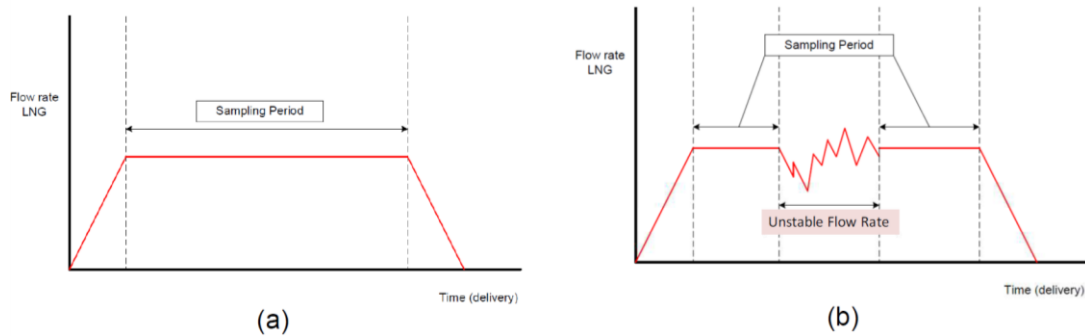 Flow rate
LNG
Sampling Period
Time (delivery)
(a)
Flow rate
LNG
Sampling Period
Unstable Flow Rate
Time (delivery)
(b)